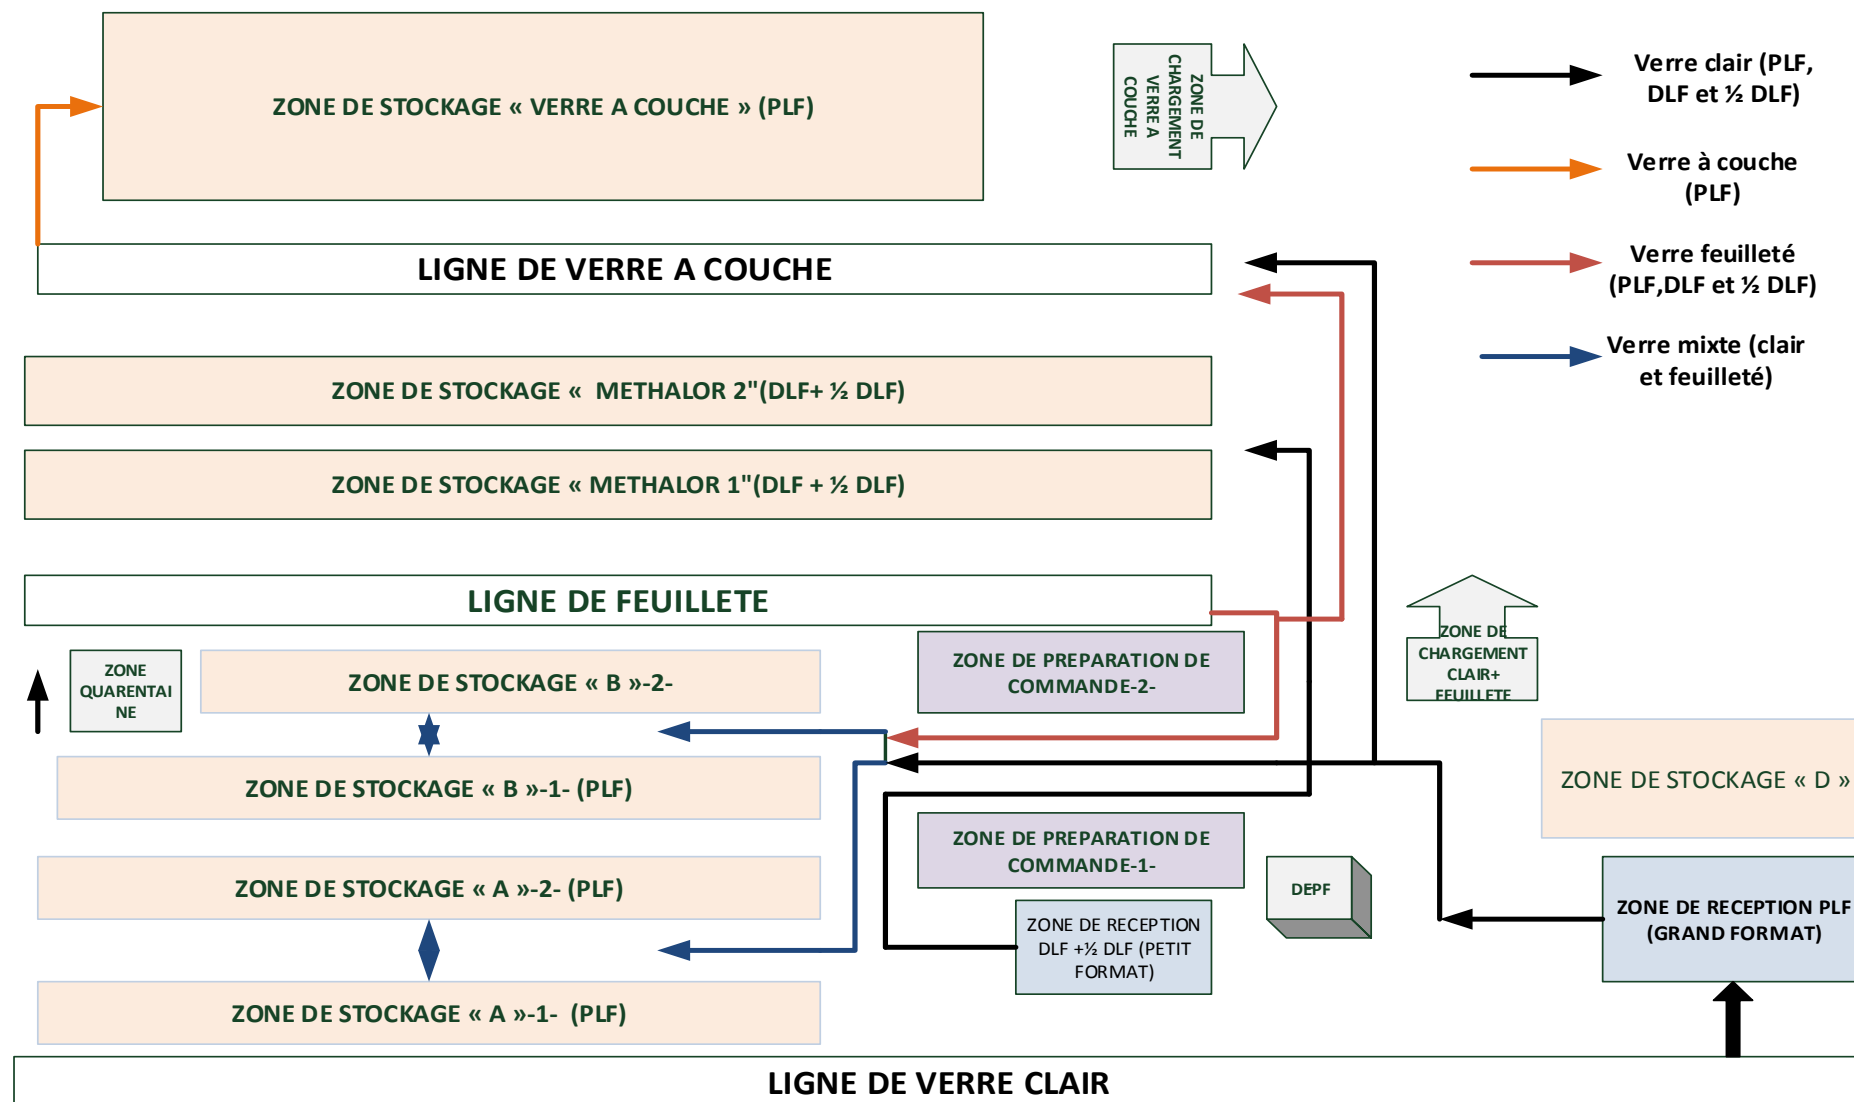 ZONE DE STOCKAGE « VERRE A COUCHE » (PLF)
ZONE DE
CHARGEMENT
VERRE A
COUCHE
Verre clair (PLF,
DLF et ½ DLF)
Verre à couche
(PLF)
Verre feuilleté
(PLF,DLF et ½ DLF)
Verre mixte (clair
et feuilleté)
LIGNE DE VERRE A COUCHE
ZONE DE STOCKAGE «  METHALOR 2"(DLF+ ½ DLF)
ZONE DE STOCKAGE « METHALOR 1"(DLF + ½ DLF)
LIGNE DE FEUILLETE
ZONE
QUARENTAI
NE
ZONE DE STOCKAGE « B »-2-
ZONE DE PREPARATION DE
COMMANDE-2-
ZONE DE
CHARGEMENT
CLAIR+
FEUILLETE
ZONE DE STOCKAGE « B »-1- (PLF)
ZONE DE STOCKAGE « D »
ZONE DE PREPARATION DE
COMMANDE-1-
ZONE DE STOCKAGE « A »-2- (PLF)
DEPF
ZONE DE RECEPTION
DLF +½ DLF (PETIT
FORMAT)
ZONE DE RECEPTION PLF
(GRAND FORMAT)
ZONE DE STOCKAGE « A »-1-  (PLF)
LIGNE DE VERRE CLAIR